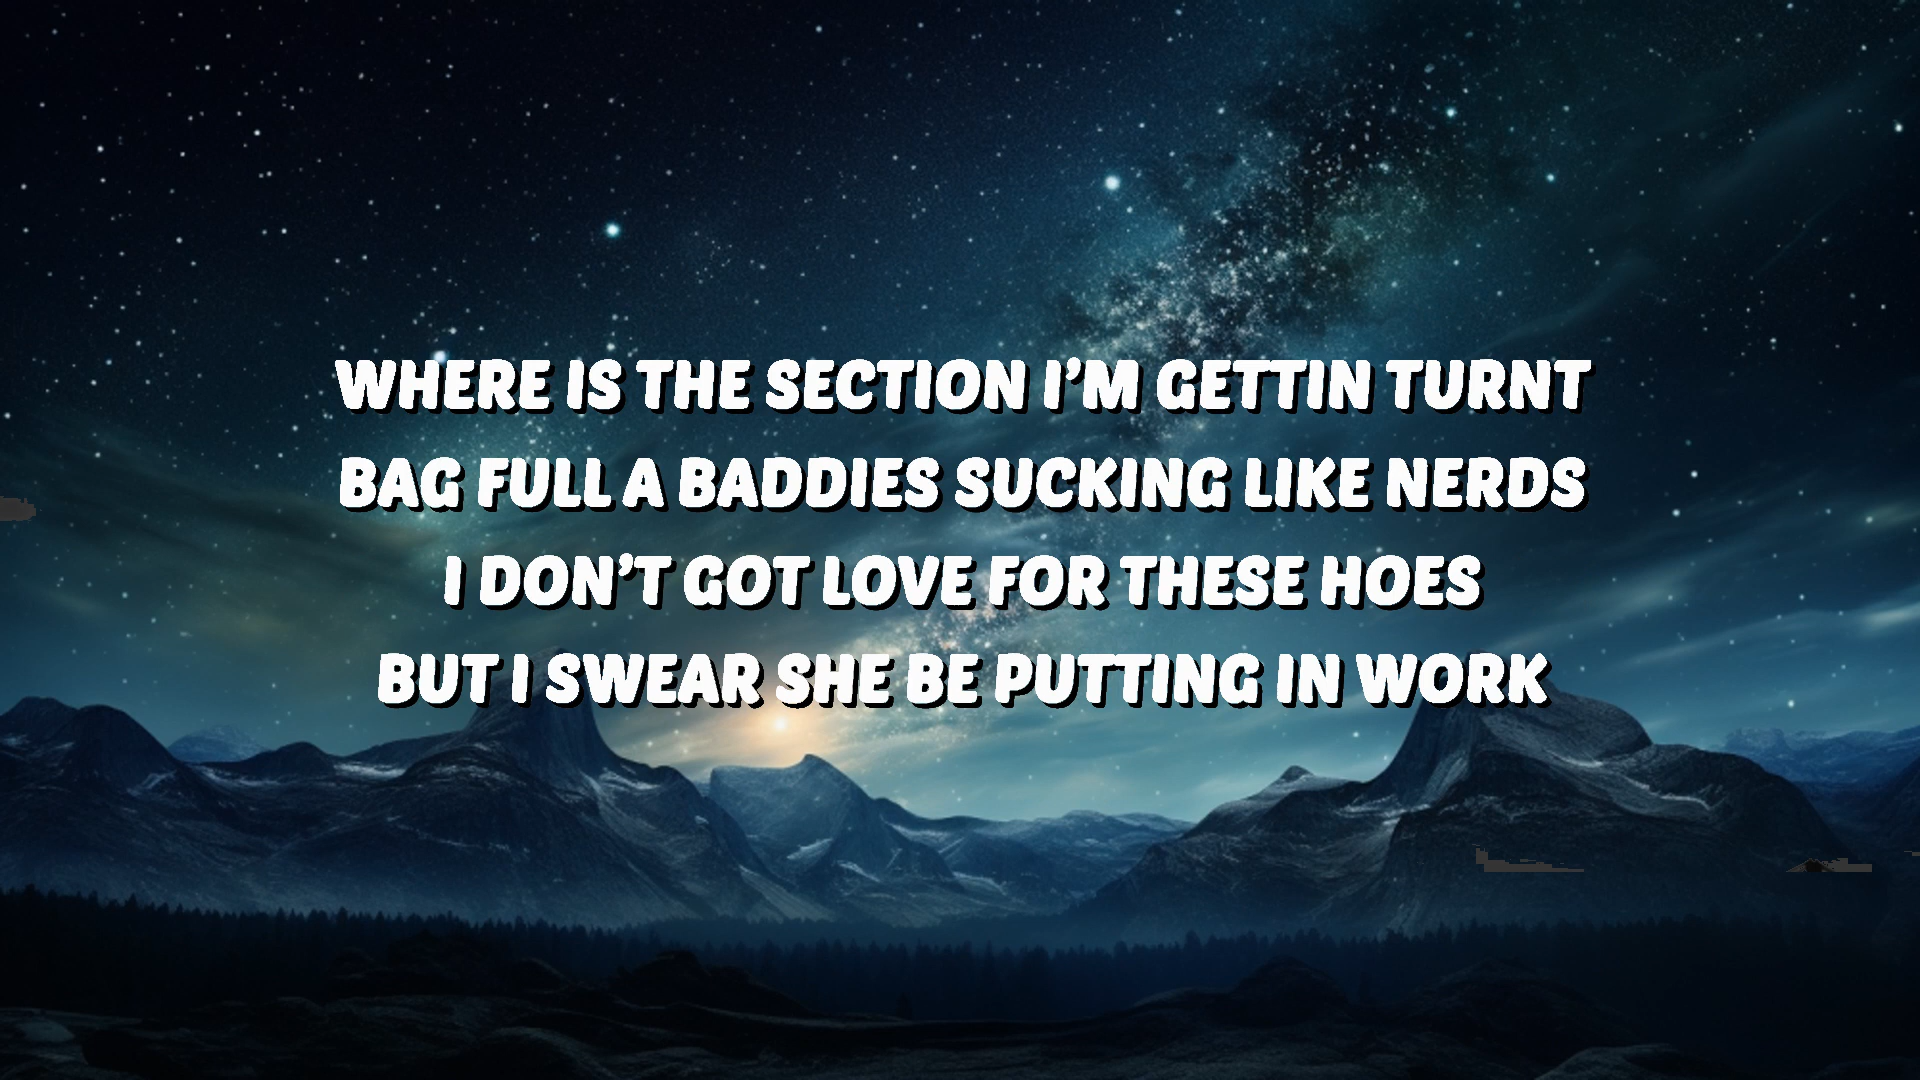 WHERE IS THE SECTION I’M GETTIN TURNT
BAG FULL A BADDIES SUCKING LIKE NERDS
I DON’T GOT LOVE FOR THESE HOES
BUT I SWEAR SHE BE PUTTING IN WORK